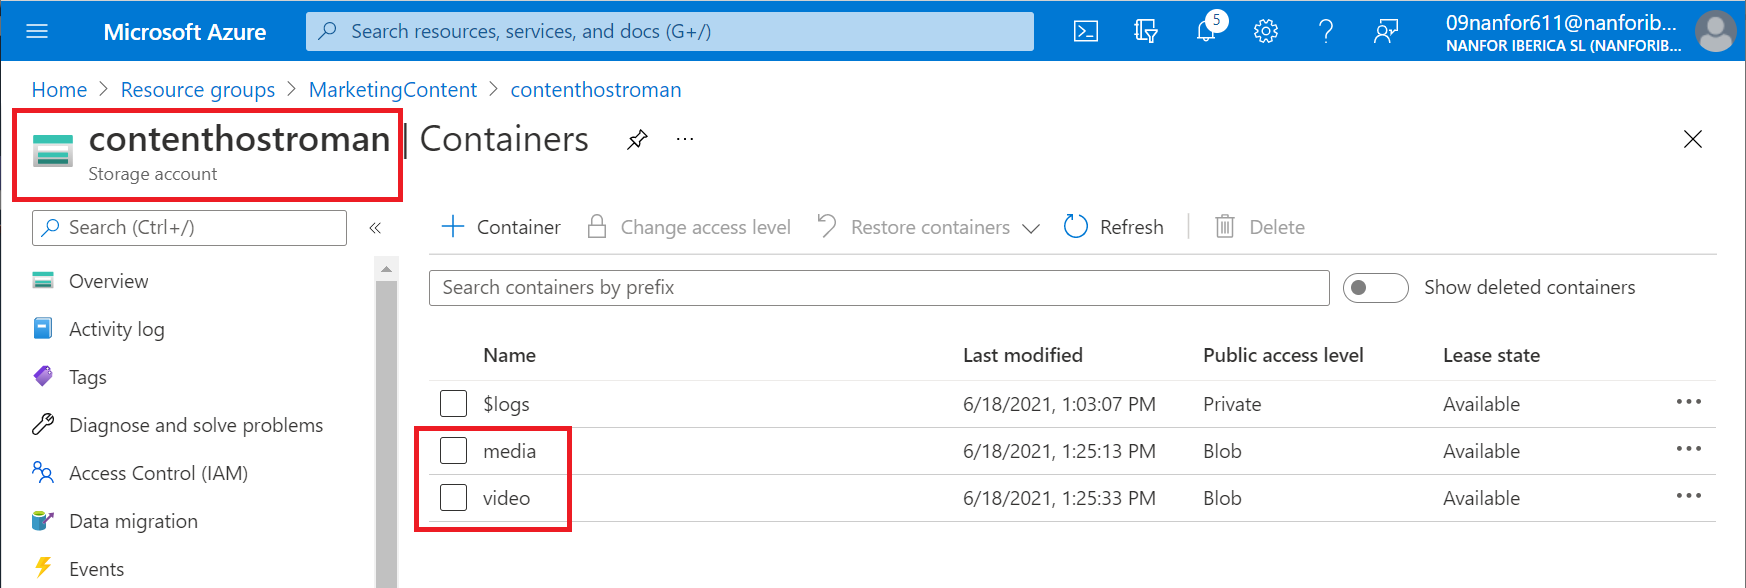 Microsoft Azure
Search resources, services, and docs (G+/)
5
09nanfor611@nanforib...
NANFOR IBERICA SL (NANFORIB...
Home > Resource groups > MarketingContent > contenthostroman
contenthostroman | Containers ...
Storage account
Search (Ctrl+/) «
Container Change access level Restore containers Refresh Delete
Search containers by prefix Show deleted containers
Overview
Activity log
Tags
Diagnose and solve problems
Access Control (IAM)
Data migration
Events
Name Last modified Public access level Lease state
$logs 6/18/2021, 1:03:07 PM Private Available ...
media 6/18/2021, 1:25:13 PM Blob Available ...
video 6/18/2021, 1:25:33 PM Blob Available ...